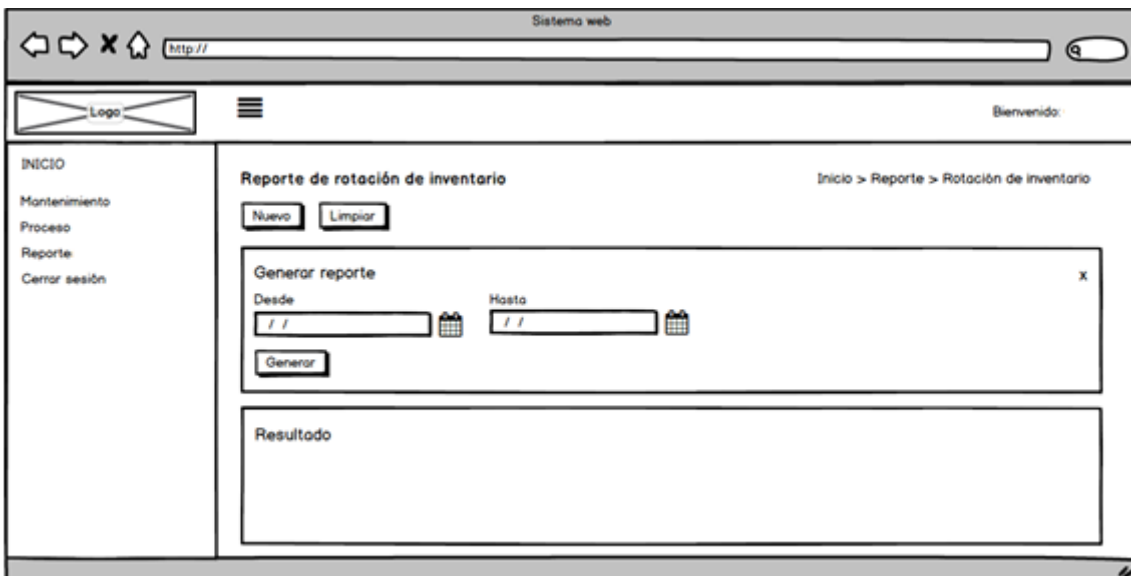 Sistema web
http://
Logo
Bienvenido:
INICIO
Mantenimiento
Proceso
Reporte
Cerrar sesión
Reporte de rotación de inventario
Inicio > Reporte > Rotación de inventario
Nuevo
Limpiar
Generar reporte
x
Desde
Hasta
/ /
/ /
Generar
Resultado